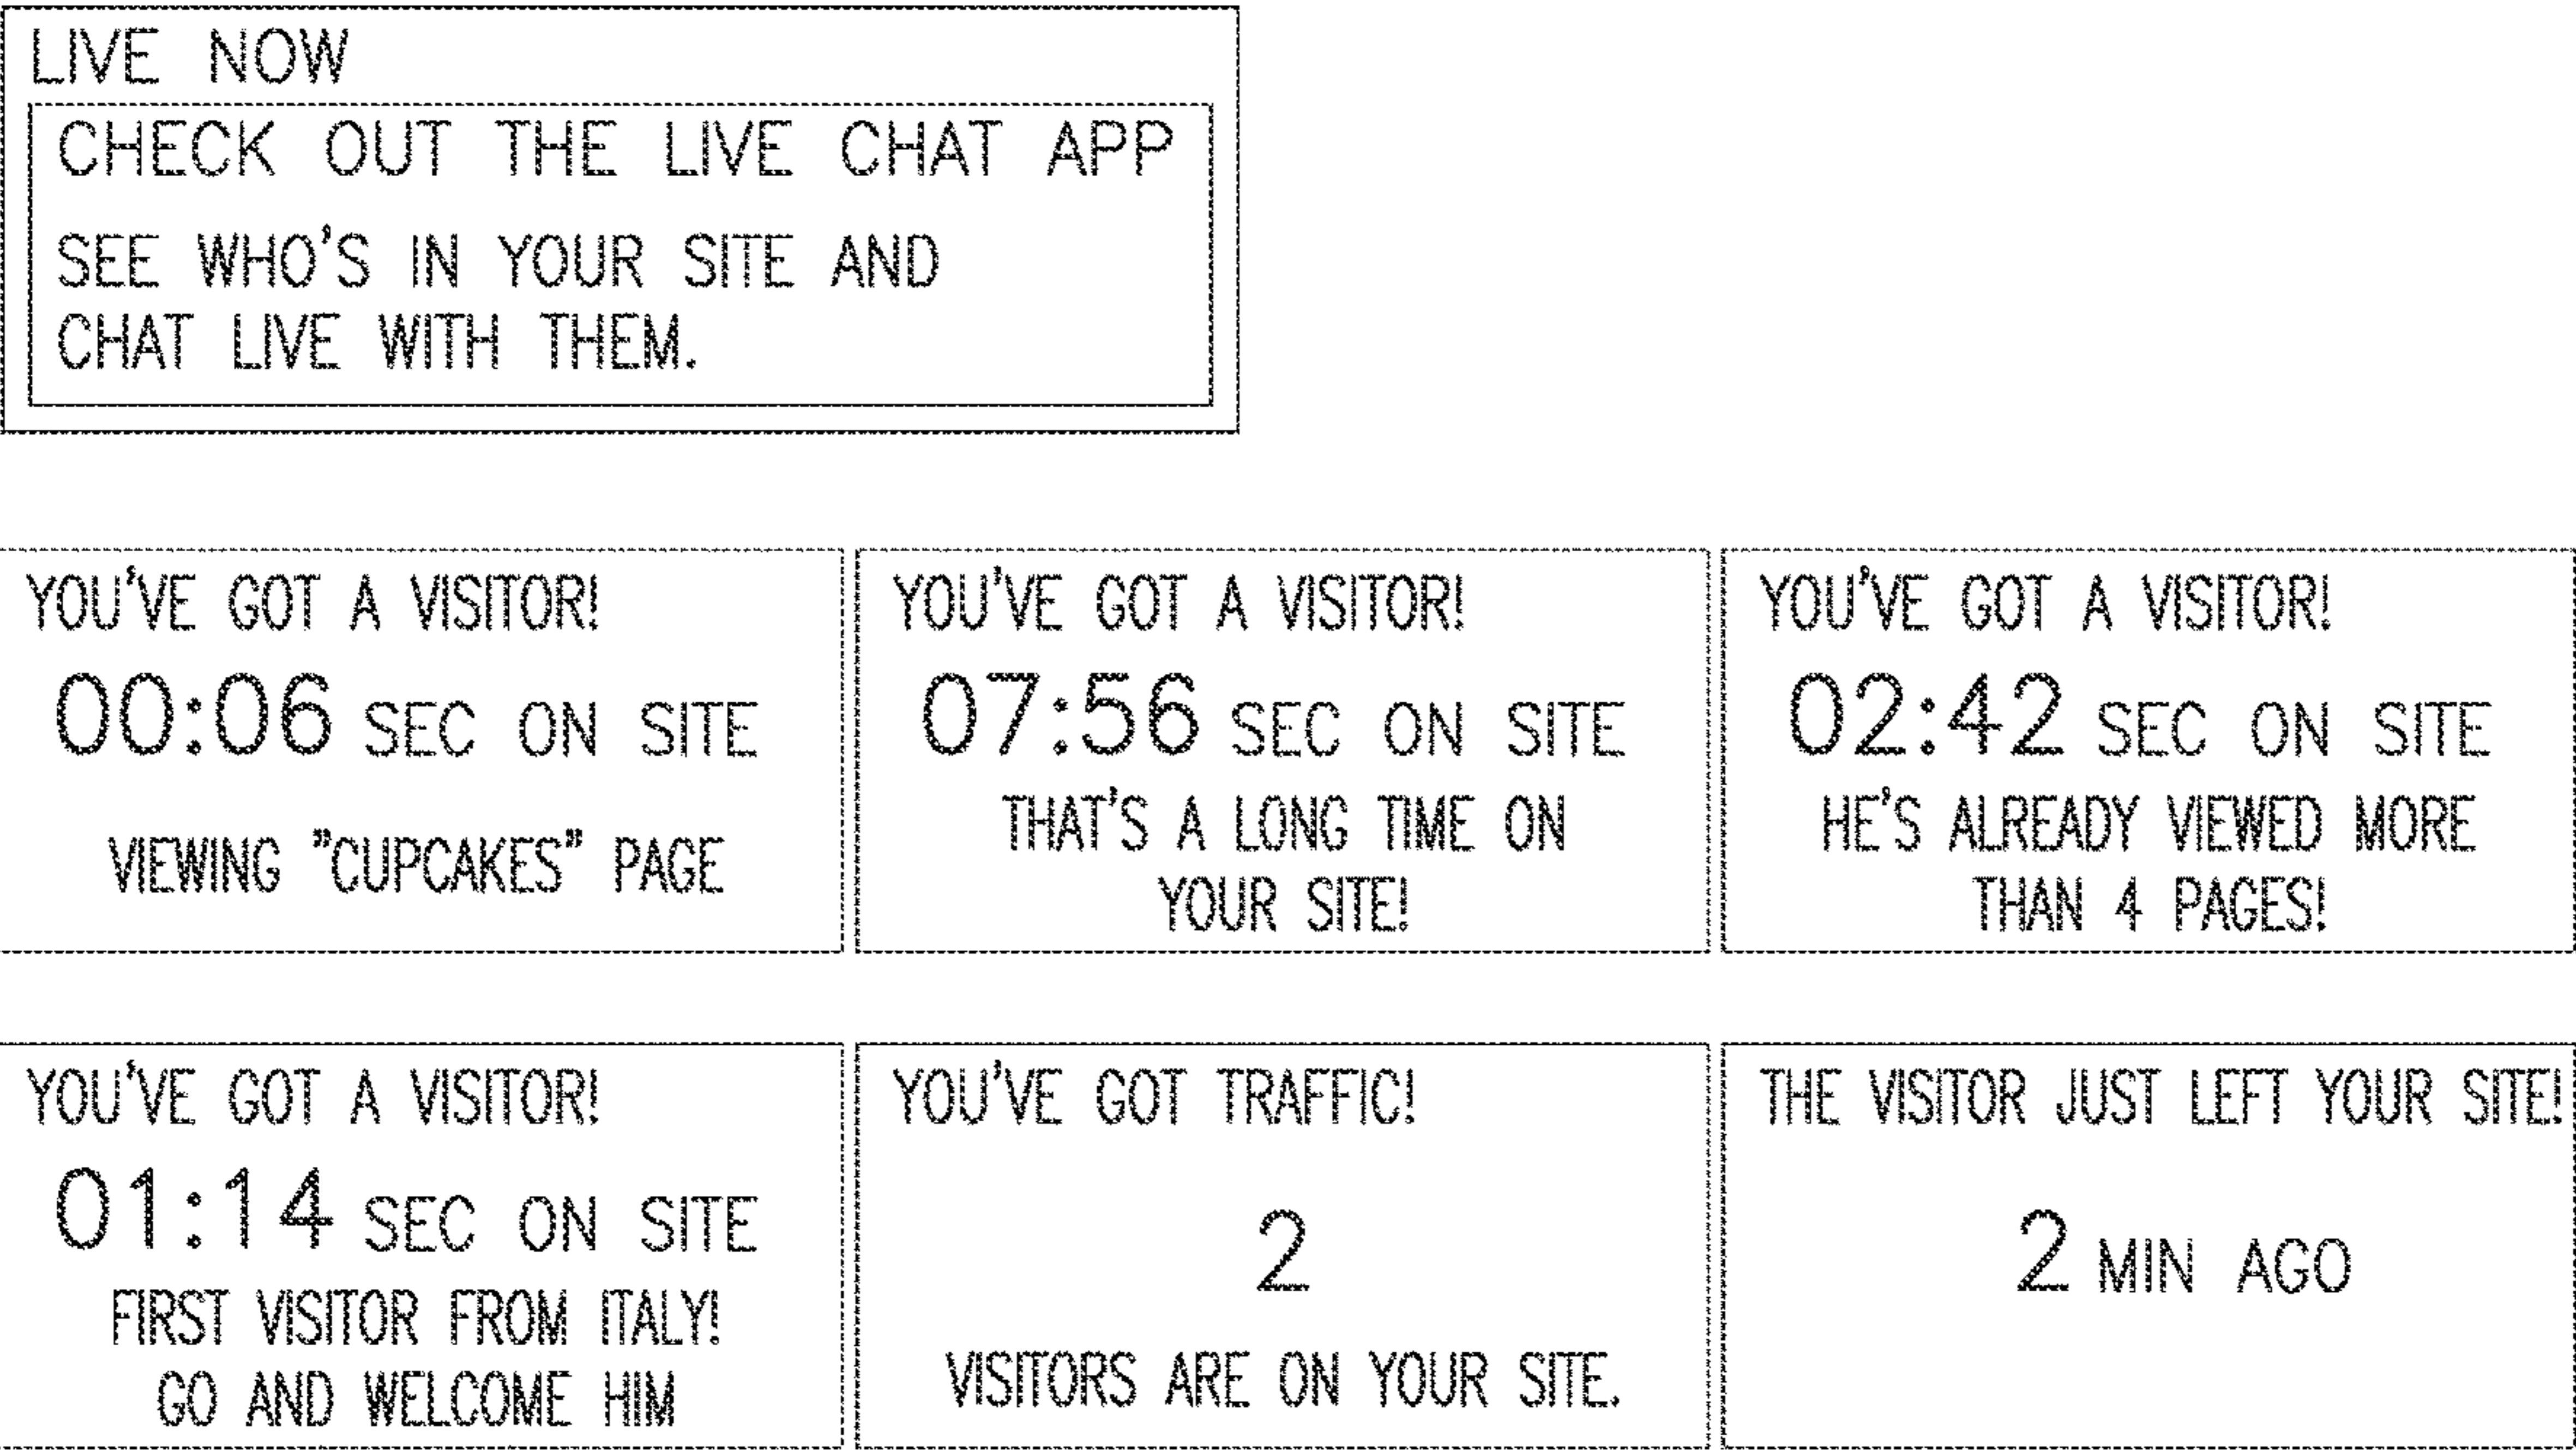 LIVE NOW
CHECK OUT THE LIVE CHAT APP
SEE WHO'S IN YOUR SITE AND
CHAT LIVE WITH THEM.
YOU'VE GOT A VISITOR!
00:06 SEC ON SITE
VIEWING "CUPCAKES" PAGE
YOU'VE GOT A VISITOR!
07:56 SEC ON SITE
THAT'S A LONG TIME ON
YOUR SITE!
YOU'VE GOT A VISITOR!
02:42 SEC ON SITE
HE'S ALREADY VIEWED MORE
THAN 4 PAGES!
YOU'VE GOT A VISITOR!
01:14 SEC ON SITE
FIRST VISITOR FROM ITALY!
GO AND WELCOME HIM
YOU'VE GOT TRAFFIC!
2
VISITORS ARE ON YOUR SITE.
THE VISITOR JUST LEFT YOUR SITE!
2 MIN AGO